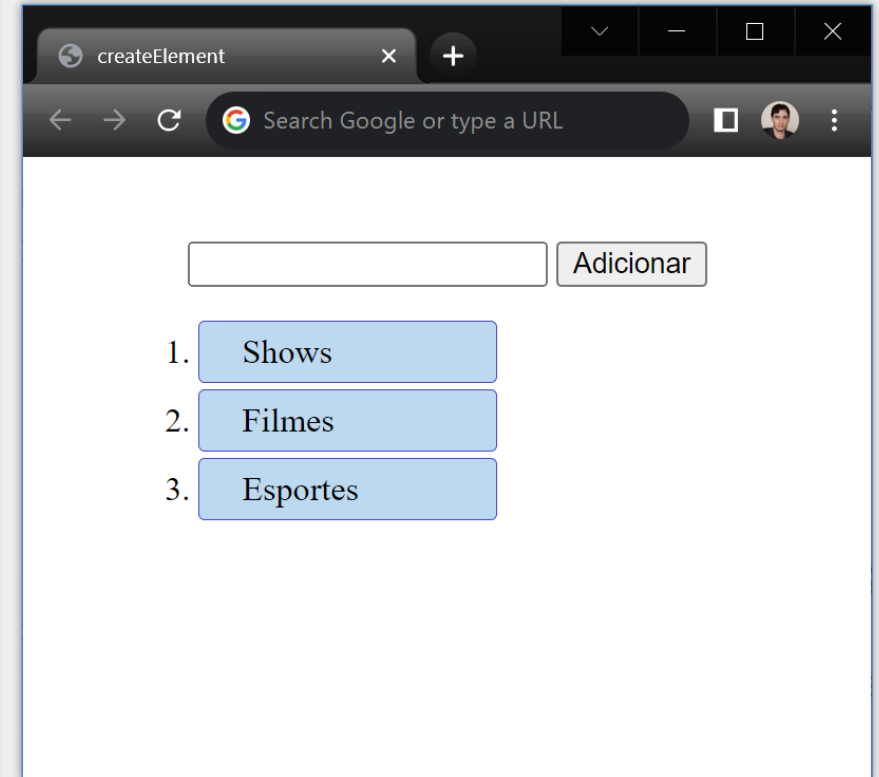 createElement
Search Google or type a URL
Adicionar
1. Shows
2. Filmes
3. Esportes